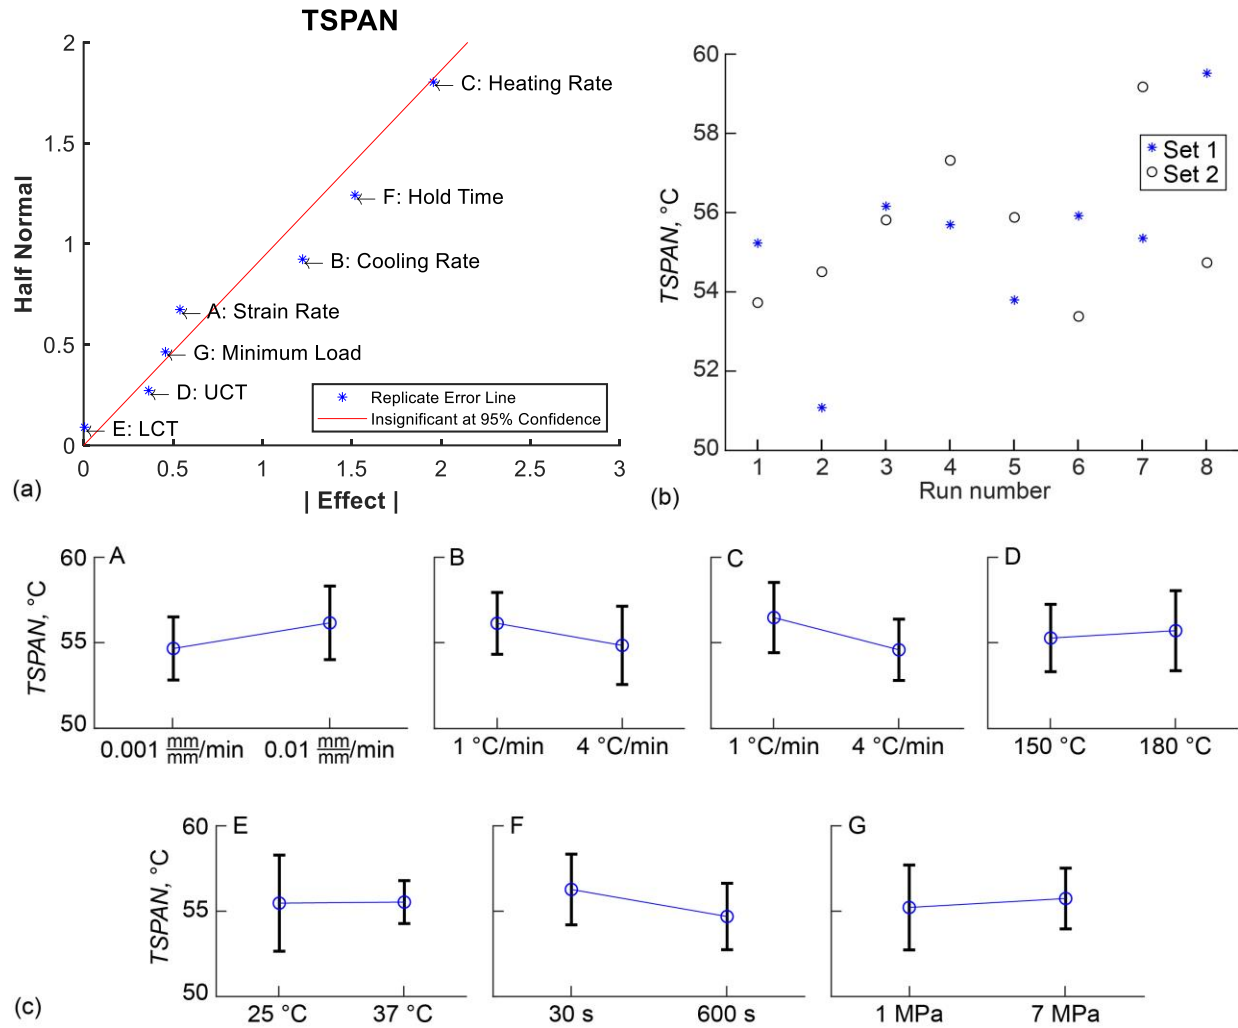 TSPAN
2
1.5
1
0.5
0
Half Normal
C: Heating Rate
F: Hold Time
B: Cooling Rate
A: Strain Rate
G: Minimum Load
D: UCT
E: LCT
Replicate Error Line
Insignificant at 95% Confidence
0 0.5 1 1.5 2 2.5 3
| Effect |
(a)
60
58
56
54
52
50
TSPAN, °C
Set 1
Set 2
1 2 3 4 5 6 7 8
Run number
(b)
A
60
55
50
TSPAN, °C
0.001 mm/mm/min 0.01 mm/mm/min
B
1 °C/min 4 °C/min
C
1 °C/min 4 °C/min
D
150 °C 180 °C
E
60
55
50
TSPAN, °C
25 °C 37 °C
F
30 s 600 s
G
1 MPa 7 MPa
(c)